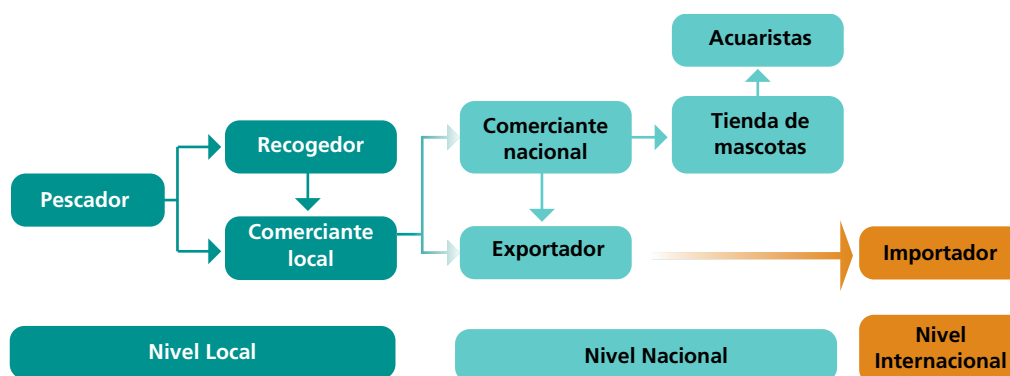 Acuaristas
Comerciante
nacional
Tienda de
mascotas
Recogedor
Pescador
Comerciante
local
Exportador
Importador
Nivel Local
Nivel Nacional
Nivel
Internacional